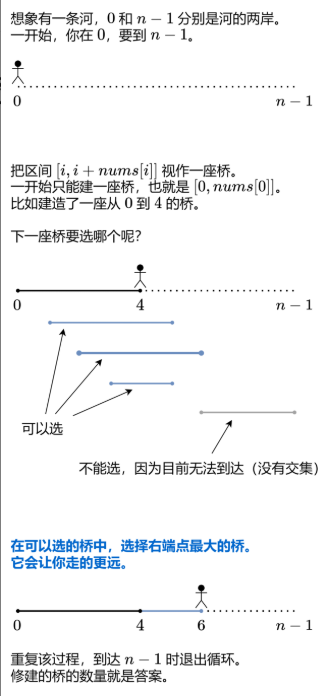 想象有一条河，0 和 n − 1 分别是河的两岸。
一开始，你在 0，要到 n − 1。
0 n − 1
把区间 [i, i + nums[i]] 视作一座桥。
一开始只能建一座桥，也就是 [0, nums[0]]。
比如建造了一座从 0 到 4 的桥。
下一座桥要选哪个呢？
0 4 n − 1
可以选
不能选，因为目前无法到达（没有交集）
在可以选的桥中，选择右端点最大的桥。
它会让你走的更远。
0 4 6 n − 1
重复该过程，到达 n − 1 时退出循环。
修建的桥的数量就是答案。